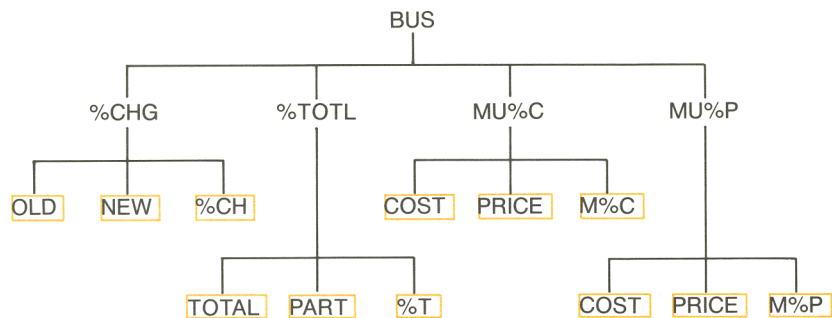 BUS
%CHG %TOTL MU%C MU%P
OLD NEW %CH COST PRICE M%C
TOTAL PART %T COST PRICE M%P